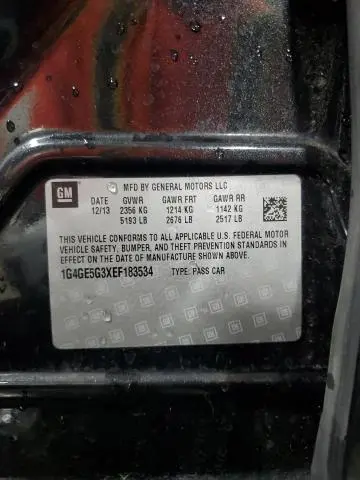 GM
MFD BY GENERAL MOTORS LLC
DATE GVWR GAWR FRT GAWR RR
12/13 2356 KG 1214 KG 1142 KG
5193 LB 2676 LB 2517 LB
THIS VEHICLE CONFORMS TO ALL APPLICABLE U.S. FEDERAL MOTOR
VEHICLE SAFETY, BUMPER, AND THEFT PREVENTION STANDARDS IN
EFFECT ON THE DATE OF MANUFACTURE SHOWN ABOVE.
1G4GE5G3XEF183534 TYPE: PASS CAR